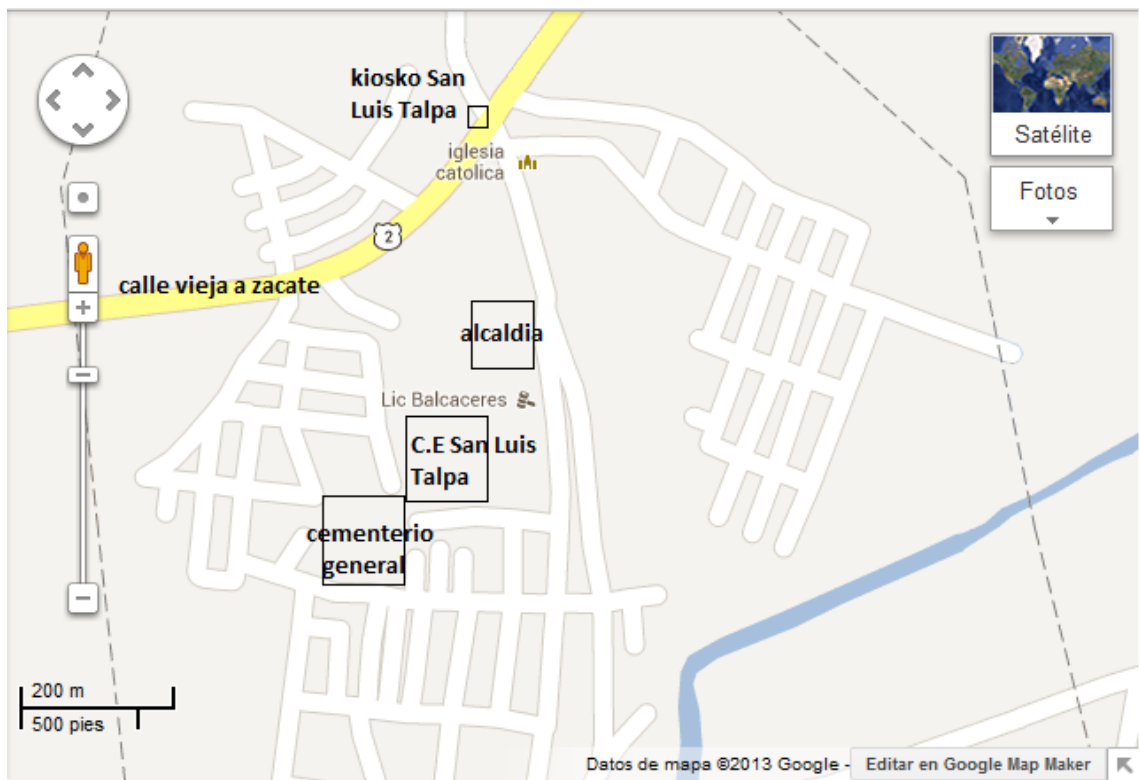 kiosko San
Luis Talpa
iglesia
catolica
Satélite
Fotos
2
calle vieja a zacate
alcaldia
Lic Balcaceres
C.E San Luis
Talpa
cementerio
general
200 m
500 pies
Datos de mapa ©2013 Google -
Editar en Google Map Maker